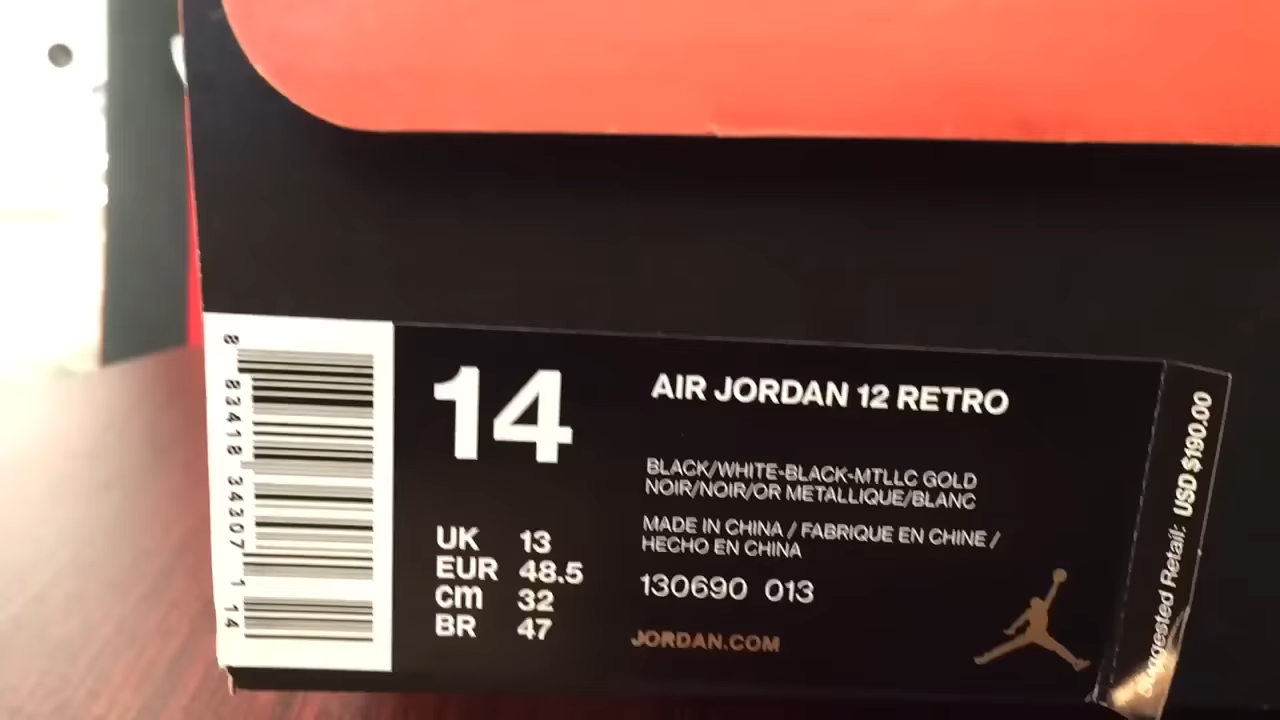 8 83418 34307 1 14
14
UK 13
EUR 48.5
cm 32
BR 47
AIR JORDAN 12 RETRO
BLACK/WHITE-BLACK-MTLLC GOLD
NOIR/NOIR/OR METALLIQUE/BLANC
MADE IN CHINA / FABRIQUE EN CHINE /
HECHO EN CHINA
130690 013
JORDAN.COM
Suggested Retail: USD $190.00